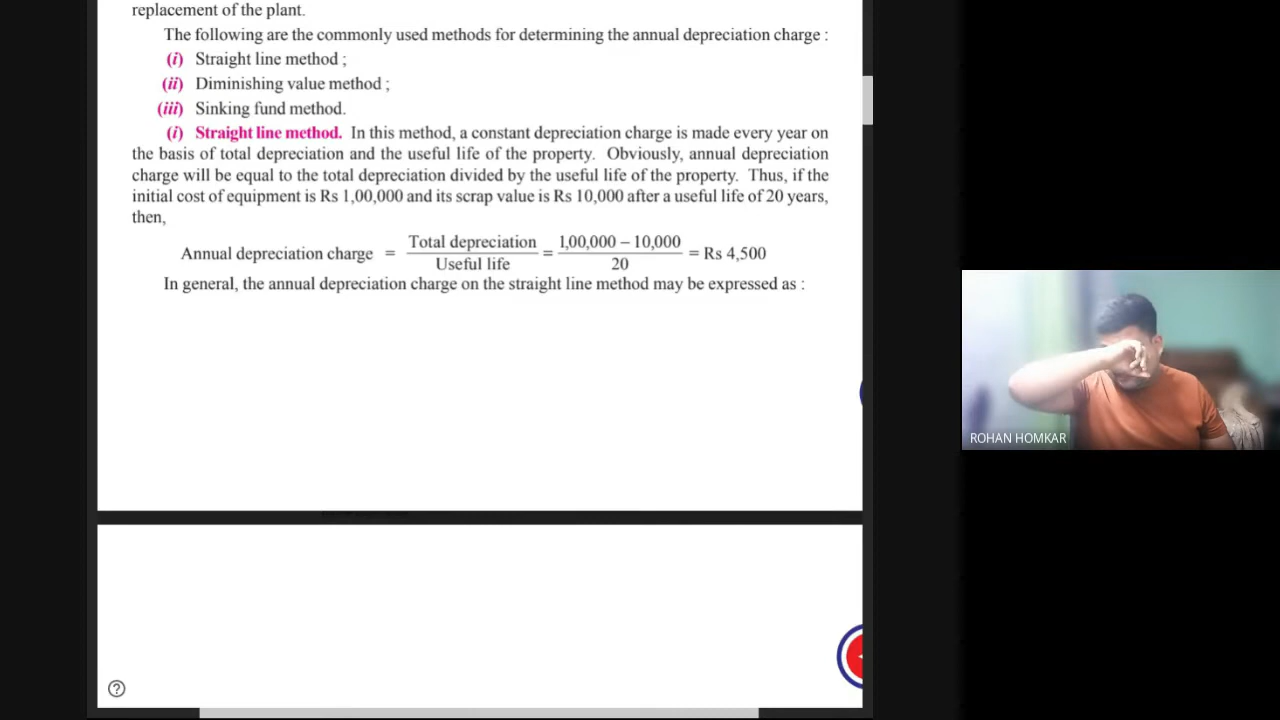 replacement of the plant.
The following are the commonly used methods for determining the annual depreciation charge :
(i) Straight line method ;
(ii) Diminishing value method ;
(iii) Sinking fund method.
(i) Straight line method. In this method, a constant depreciation charge is made every year on
the basis of total depreciation and the useful life of the property. Obviously, annual depreciation
charge will be equal to the total depreciation divided by the useful life of the property. Thus, if the
initial cost of equipment is Rs 1,00,000 and its scrap value is Rs 10,000 after a useful life of 20 years,
then,
Annual depreciation charge = Total depreciation / Useful life = 1,00,000 – 10,000 / 20 = Rs 4,500
In general, the annual depreciation charge on the straight line method may be expressed as :
ROHAN HOMKAR
?